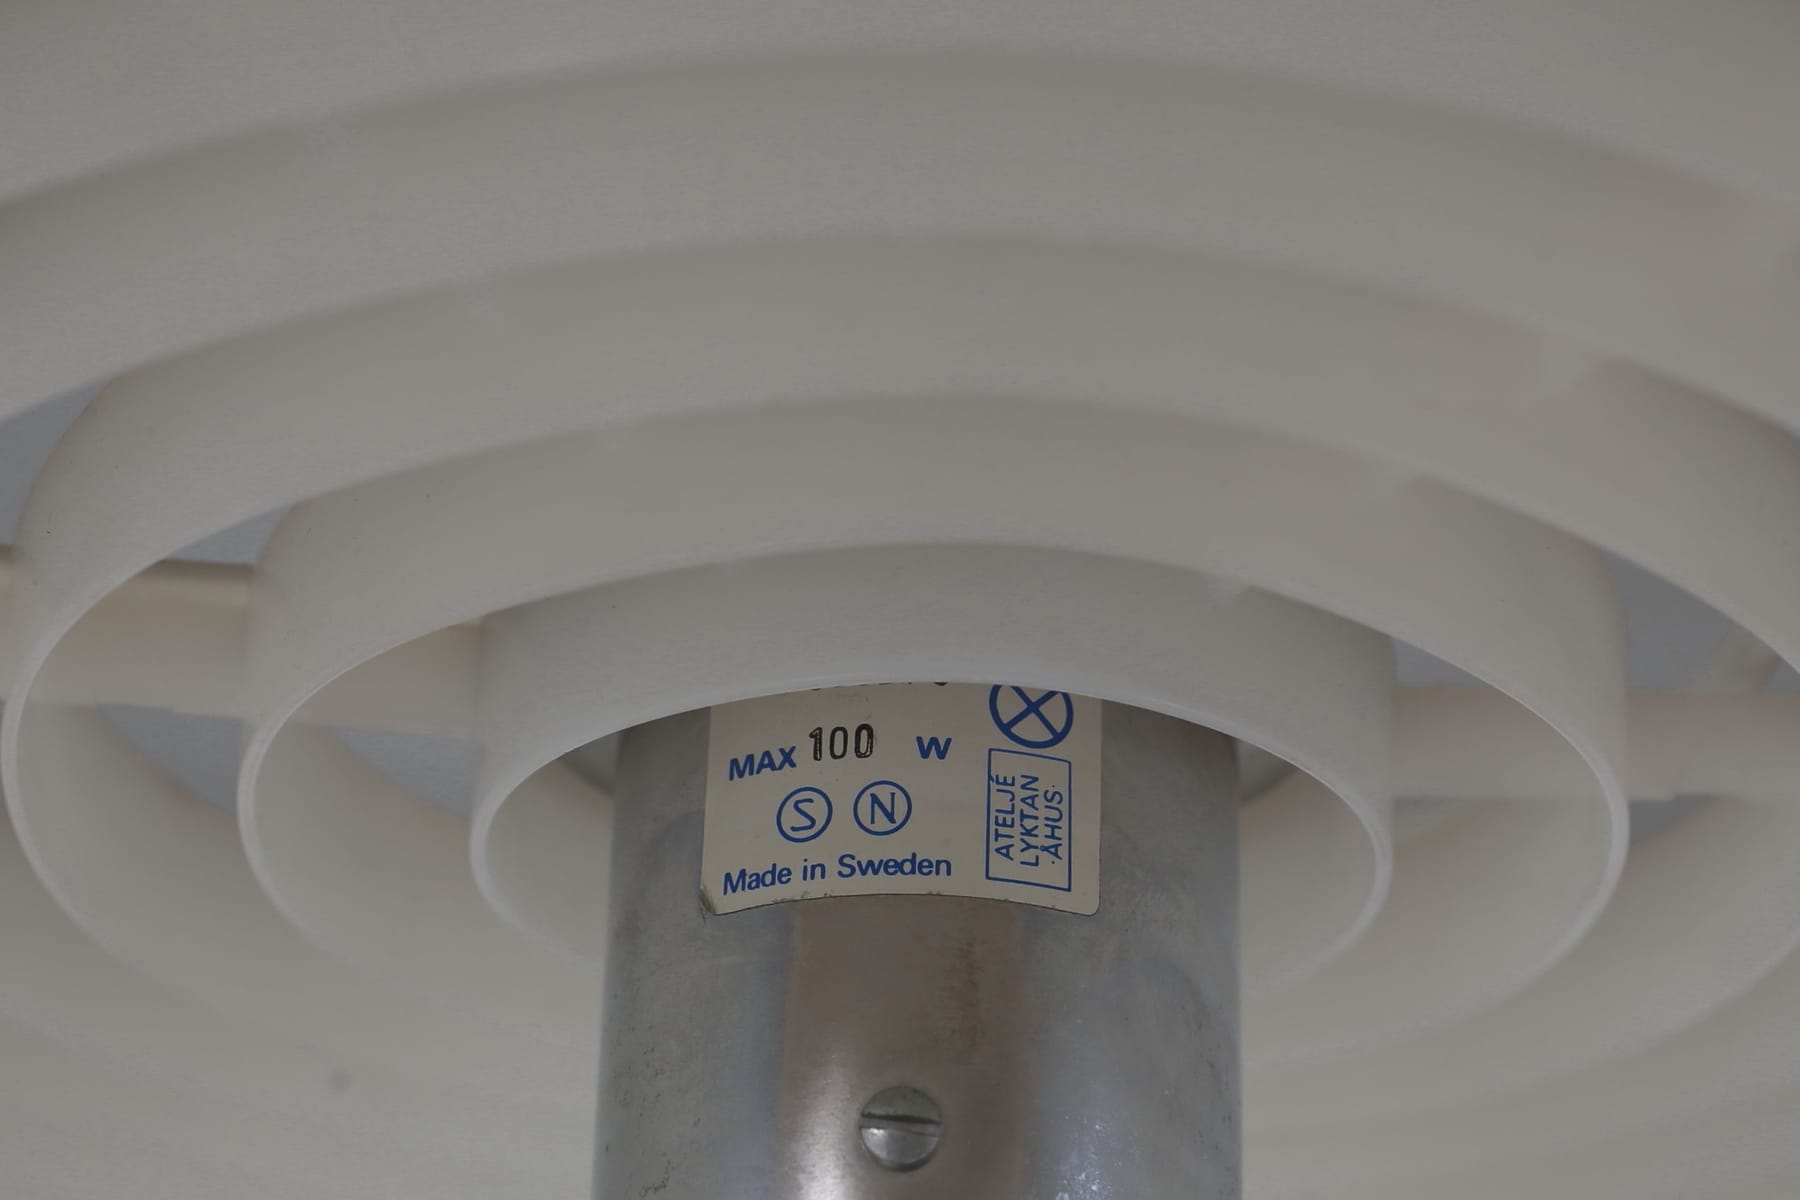 MAX 100 W
S N
Made in Sweden
ATELJÉ
LYKTAN
·ÅHUS·